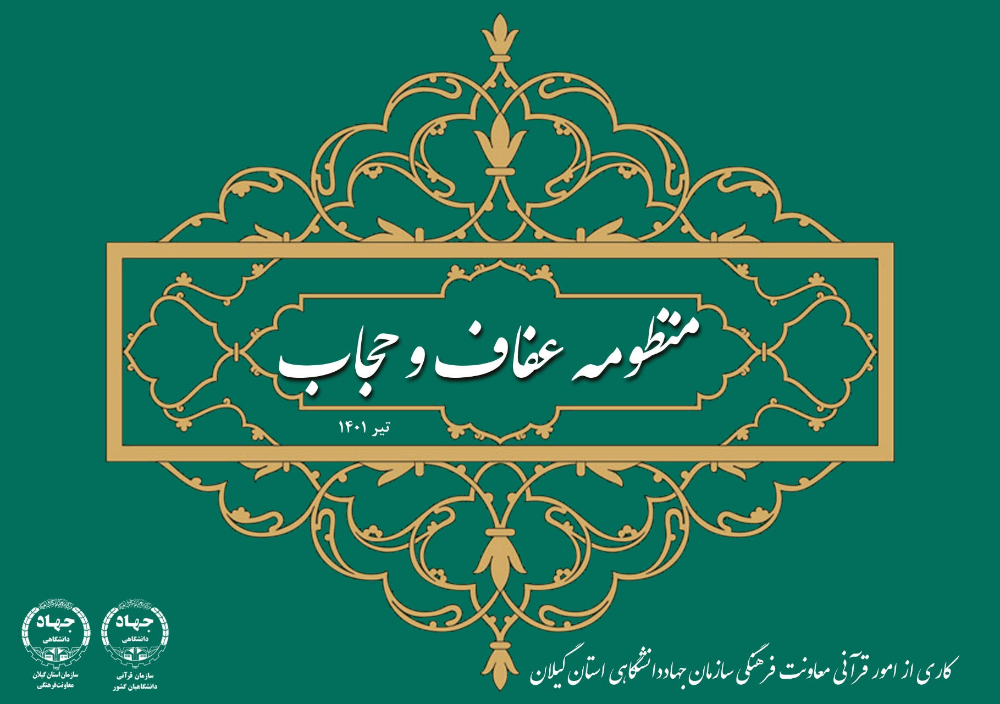 منظومه عفاف و حجاب
تیر ۱۴۰۱
کاری از امور قرآنی معاونت فرهنگی سازمان جهاددانشگاهی استان گیلان
جهاد
دانشگاهی
سازمان قرآنی
دانشگاهیان کشور
جهاد
دانشگاهی
سازمان استان گیلان
معاونت فرهنگی